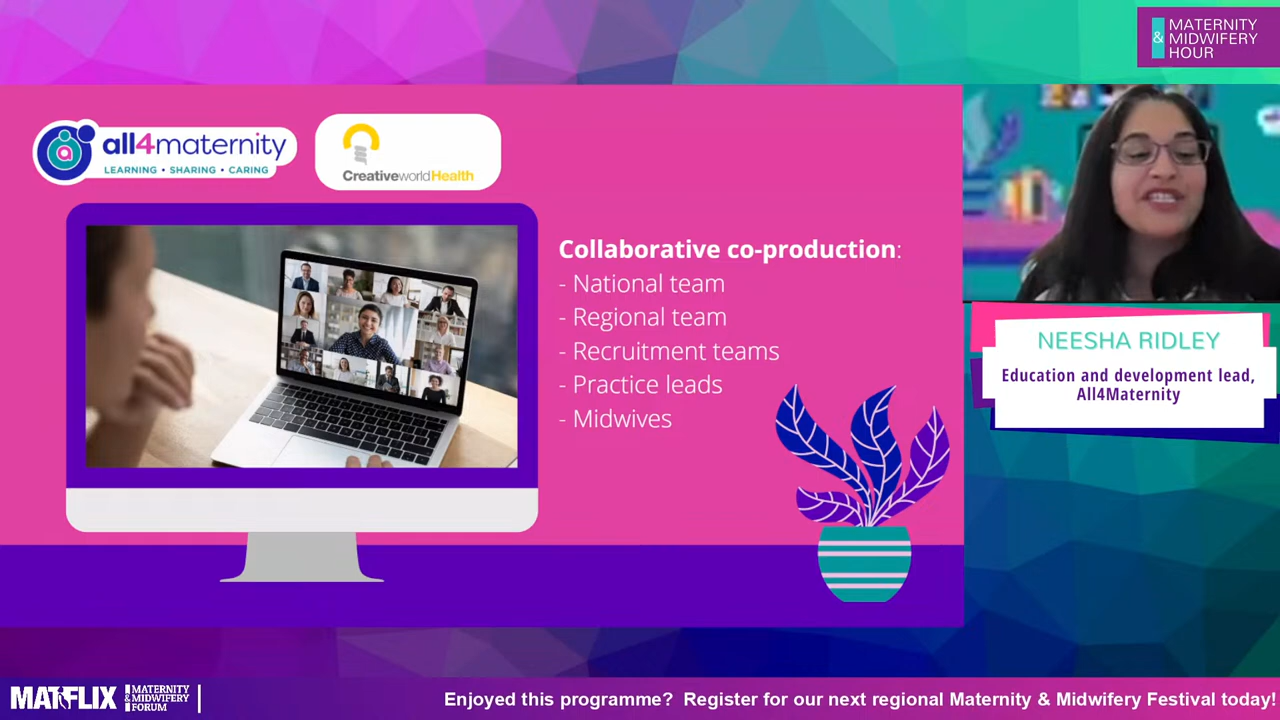 MATERNITY
& MIDWIFERY
HOUR
all4maternity
LEARNING • SHARING • CARING
a
CreativeworldHealth
Collaborative co-production:
- National team
- Regional team
- Recruitment teams
- Practice leads
- Midwives
NEESHA RIDLEY
Education and development lead,
All4Maternity
MATFLIX
MATERNITY
& MIDWIFERY
FORUM
Enjoyed this programme? Register for our next regional Maternity & Midwifery Festival today!